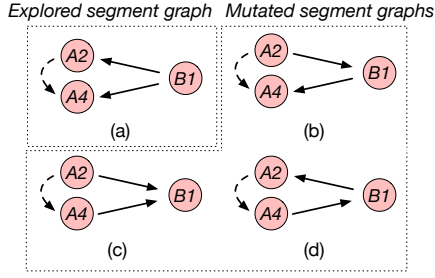 Explored segment graph
Mutated segment graphs
A2
A4
B1
(a)
A2
A4
B1
(b)
A2
A4
B1
(c)
A2
A4
B1
(d)